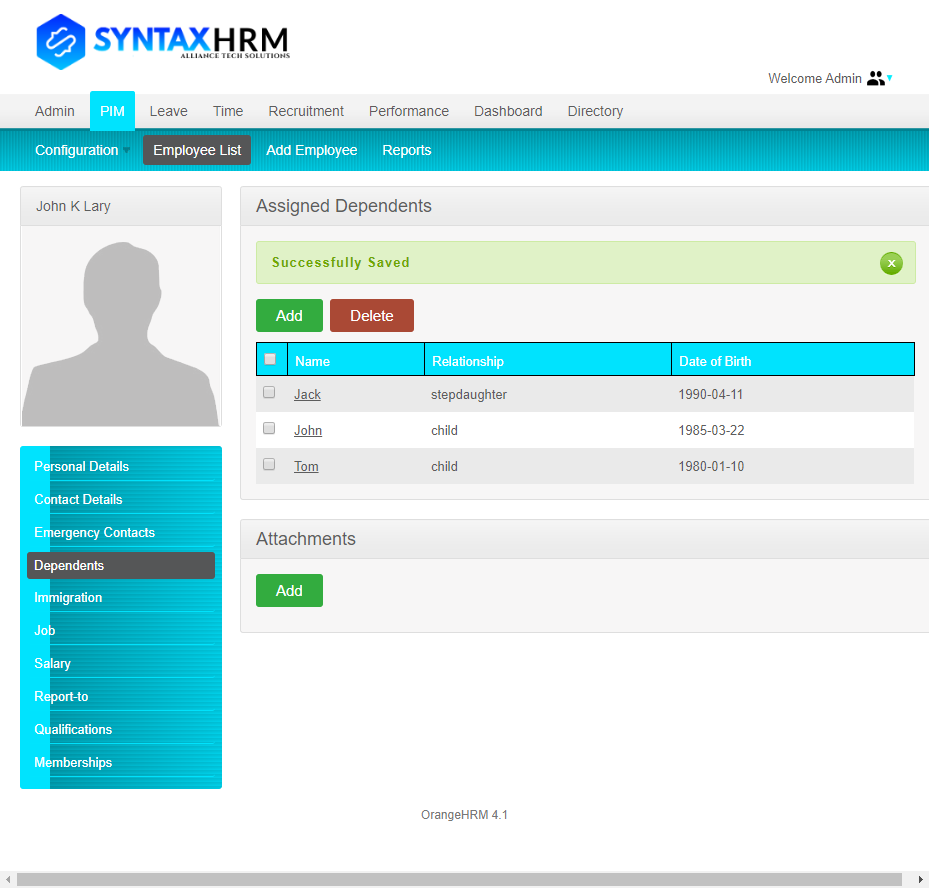 SYNTAXHRM
ALLIANCE TECH SOLUTIONS
Welcome Admin
Admin PIM Leave Time Recruitment Performance Dashboard Directory
Configuration Employee List Add Employee Reports
John K Lary
Personal Details
Contact Details
Emergency Contacts
Dependents
Immigration
Job
Salary
Report-to
Qualifications
Memberships
Assigned Dependents
Successfully Saved
Add Delete
Name Relationship Date of Birth
Jack stepdaughter 1990-04-11
John child 1985-03-22
Tom child 1980-01-10
Attachments
Add
OrangeHRM 4.1